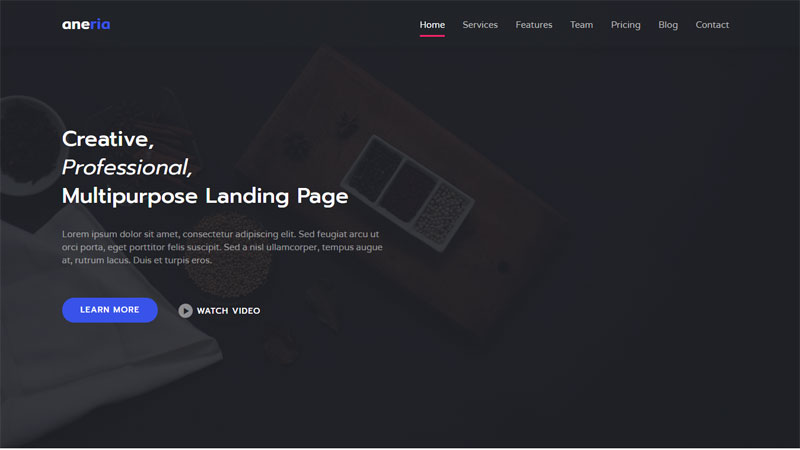 aneria
Home Services Features Team Pricing Blog Contact
Creative,
Professional,
Multipurpose Landing Page
Lorem ipsum dolor sit amet, consectetur adipiscing elit. Sed feugiat arcu ut
orci porta, eget porttitor felis suscipit. Sed a nisl ullamcorper, tempus augue
at, rutrum lacus. Duis et turpis eros.
LEARN MORE
WATCH VIDEO